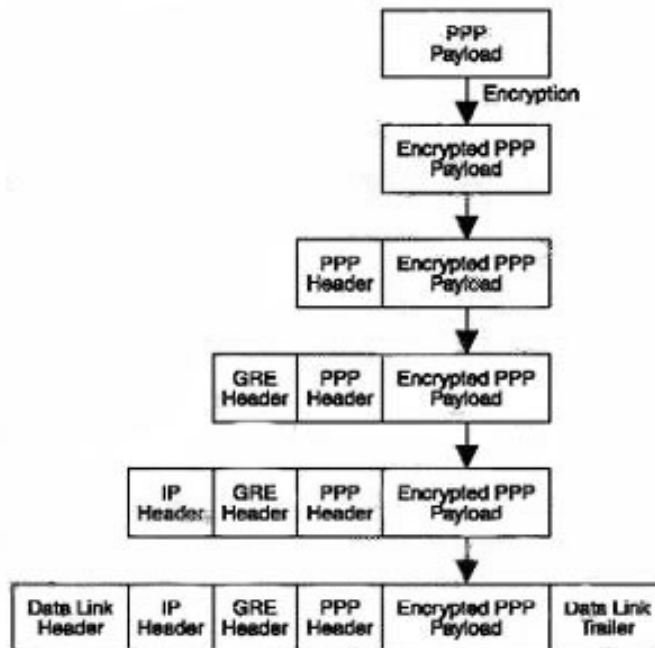 PPP
Payload
Encryption
Encrypted PPP
Payload
PPP
Header
Encrypted PPP
Payload
GRE
Header
PPP
Header
Encrypted PPP
Payload
IP
Header
GRE
Header
PPP
Header
Encrypted PPP
Payload
Data Link
Header
IP
Header
GRE
Header
PPP
Header
Encrypted PPP
Payload
Data Link
Trailer